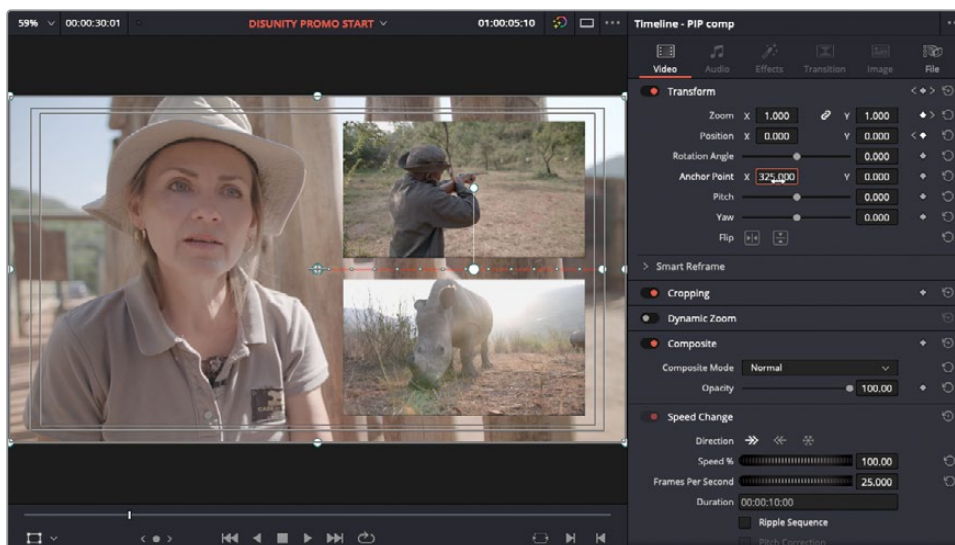 59% 00:00:30:01 DISUNITY PROMO START 01:00:05:10
Timeline - PIP comp
Video Audio Effects Transition Image File
Transform
Zoom X 1.000 Y 1.000
Position X 0.000 Y 0.000
Rotation Angle 0.000
Anchor Point X 325.000 Y 0.000
Pitch 0.000
Yaw 0.000
Flip
Smart Reframe
Cropping
Dynamic Zoom
Composite
Composite Mode Normal
Opacity 100.00
Speed Change
Direction
Speed % 100.00
Frames Per Second 25.000
Duration 00:00:10:00
Ripple Sequence
Pitch Correction